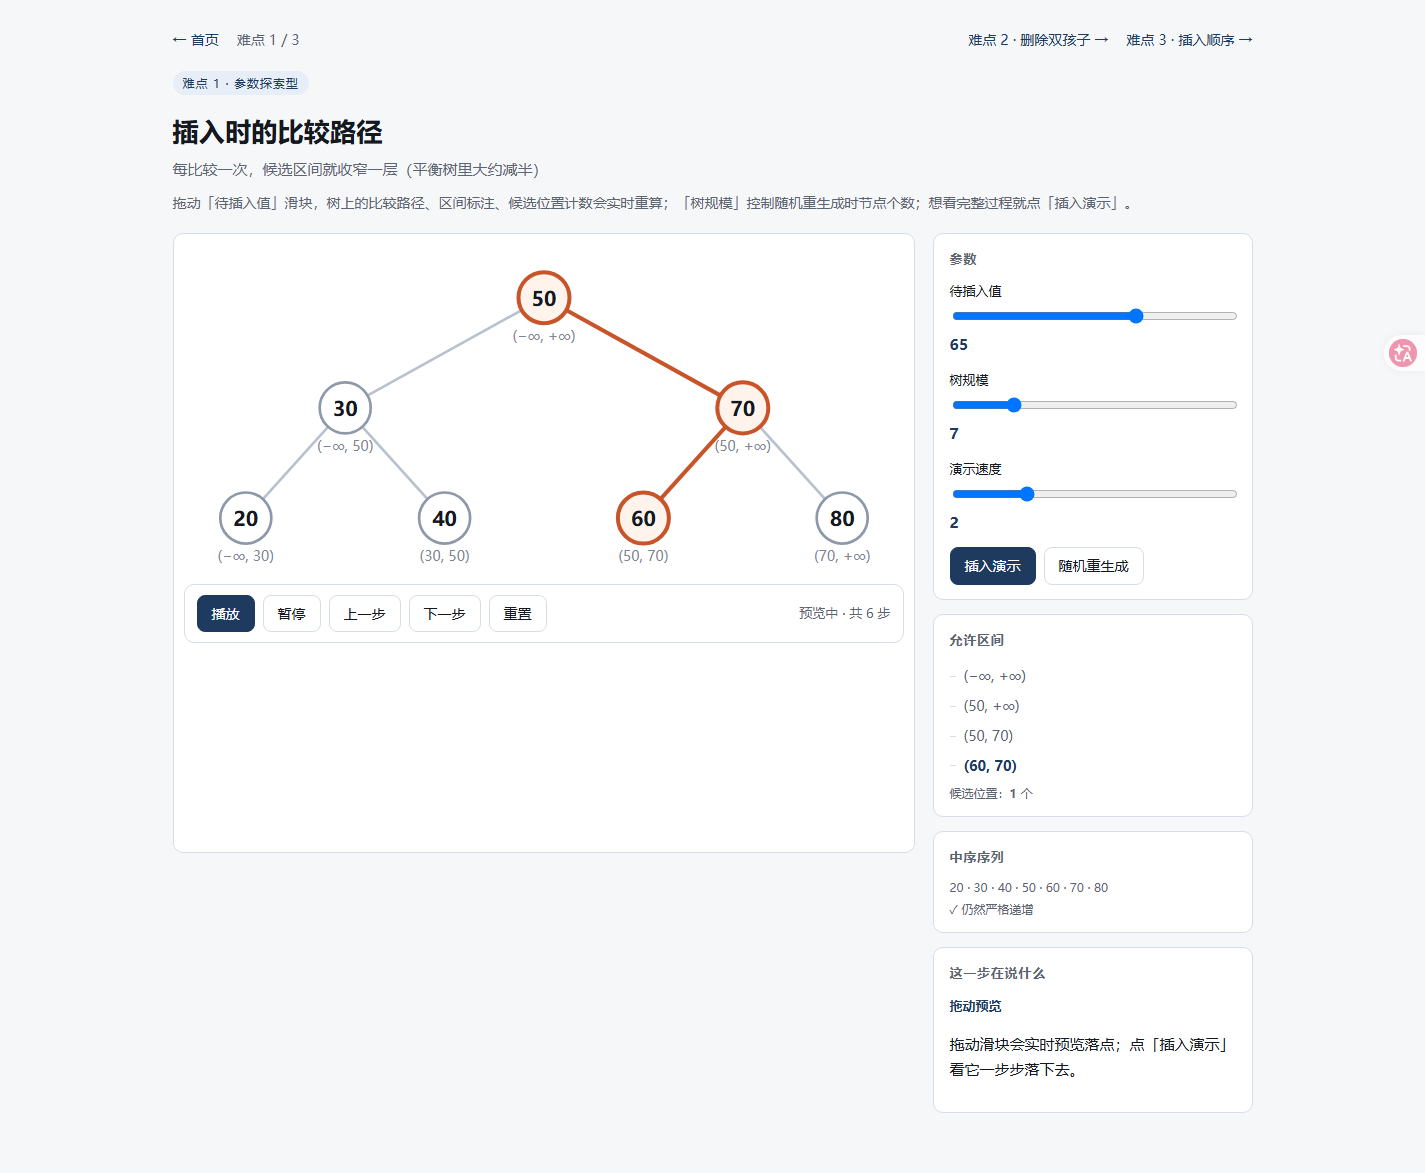 ← 首页 难点 1 / 3 难点 2 · 删除双孩子 → 难点 3 · 插入顺序 →
难点 1 · 参数探索型
插入时的比较路径
每比较一次，候选区间就收窄一层（平衡树里大约减半）
拖动「待插入值」滑块，树上的比较路径、区间标注、候选位置计数会实时重算；「树规模」控制随机重生成时节点个数；想看完整过程就点「插入演示」。
50
(−∞, +∞)
30
(−∞, 50)
70
(50, +∞)
20
(−∞, 30)
40
(30, 50)
60
(50, 70)
80
(70, +∞)
播放 暂停 上一步 下一步 重置 预览中 · 共 6 步
参数
待插入值
65
树规模
7
演示速度
2
插入演示 随机重生成
允许区间
– (−∞, +∞)
– (50, +∞)
– (50, 70)
– (60, 70)
候选位置：1 个
中序序列
20 · 30 · 40 · 50 · 60 · 70 · 80
✓ 仍然严格递增
这一步在说什么
拖动预览
拖动滑块会实时预览落点；点「插入演示」
看它一步步落下去。